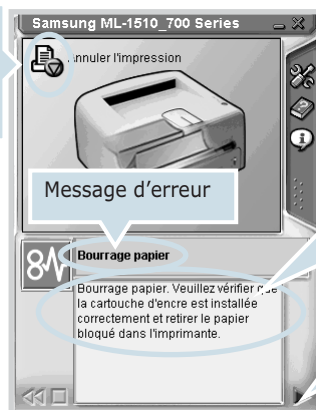 Samsung ML-1510_700 Series
Annuler l'impression
Message d'erreur
Bourrage papier
Bourrage papier. Veuillez vérifier que
la cartouche d'encre est installée
correctement et retirer le papier
bloqué dans l'imprimante.